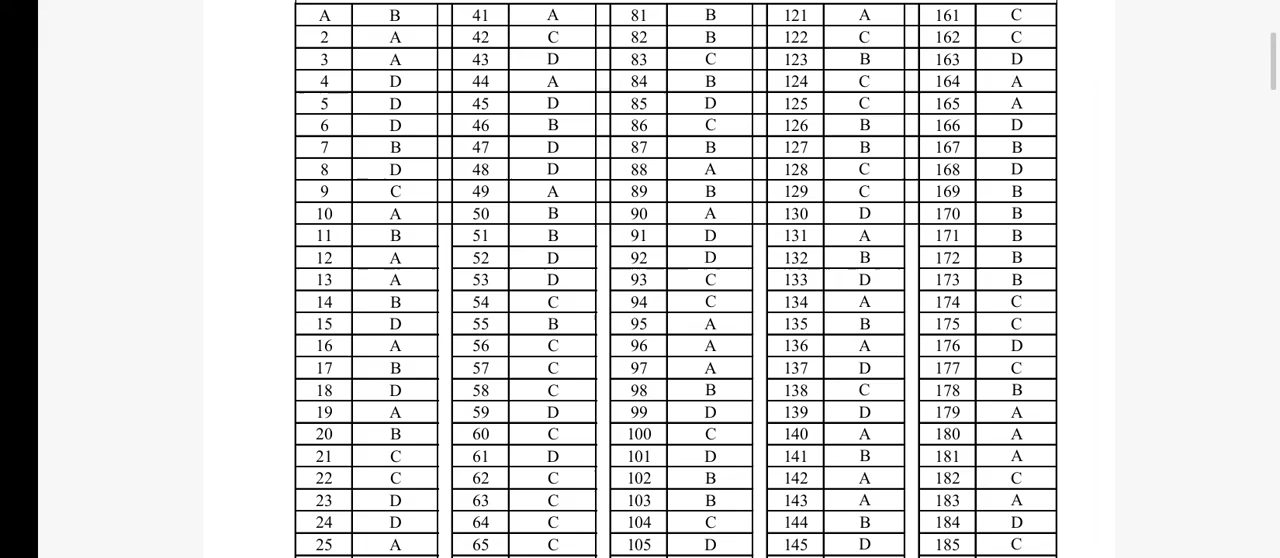 A B 41 A 81 B 121 A 161 C
2 A 42 C 82 B 122 C 162 C
3 A 43 D 83 C 123 B 163 D
4 D 44 A 84 B 124 C 164 A
5 D 45 D 85 D 125 C 165 A
6 D 46 B 86 C 126 B 166 D
7 B 47 D 87 B 127 B 167 B
8 D 48 D 88 A 128 C 168 D
9 C 49 A 89 B 129 C 169 B
10 A 50 B 90 A 130 D 170 B
11 B 51 B 91 D 131 A 171 B
12 A 52 D 92 D 132 B 172 B
13 A 53 D 93 C 133 D 173 B
14 B 54 C 94 C 134 A 174 C
15 D 55 B 95 A 135 B 175 C
16 A 56 C 96 A 136 A 176 D
17 B 57 C 97 A 137 D 177 C
18 D 58 C 98 B 138 C 178 B
19 A 59 D 99 D 139 D 179 A
20 B 60 C 100 C 140 A 180 A
21 C 61 D 101 D 141 B 181 A
22 C 62 C 102 B 142 A 182 C
23 D 63 C 103 B 143 A 183 A
24 D 64 C 104 C 144 B 184 D
25 A 65 C 105 D 145 D 185 C